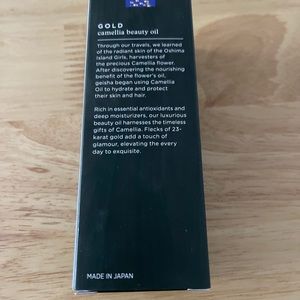 GOLD
camellia beauty oil
Through our travels, we learned
of the radiant skin of the Oshima
Island Girls, harvesters of
the precious Camellia flower.
After discovering the nourishing
benefit of the flower's oil,
geisha began using Camellia
Oil to hydrate and protect
their skin and hair.
Rich in essential antioxidants and
deep moisturizers, our luxurious
beauty oil harnesses the timeless
gifts of Camellia. Flecks of 23-
karat gold add a touch of
glamour, elevating the every
day to exquisite.
MADE IN JAPAN